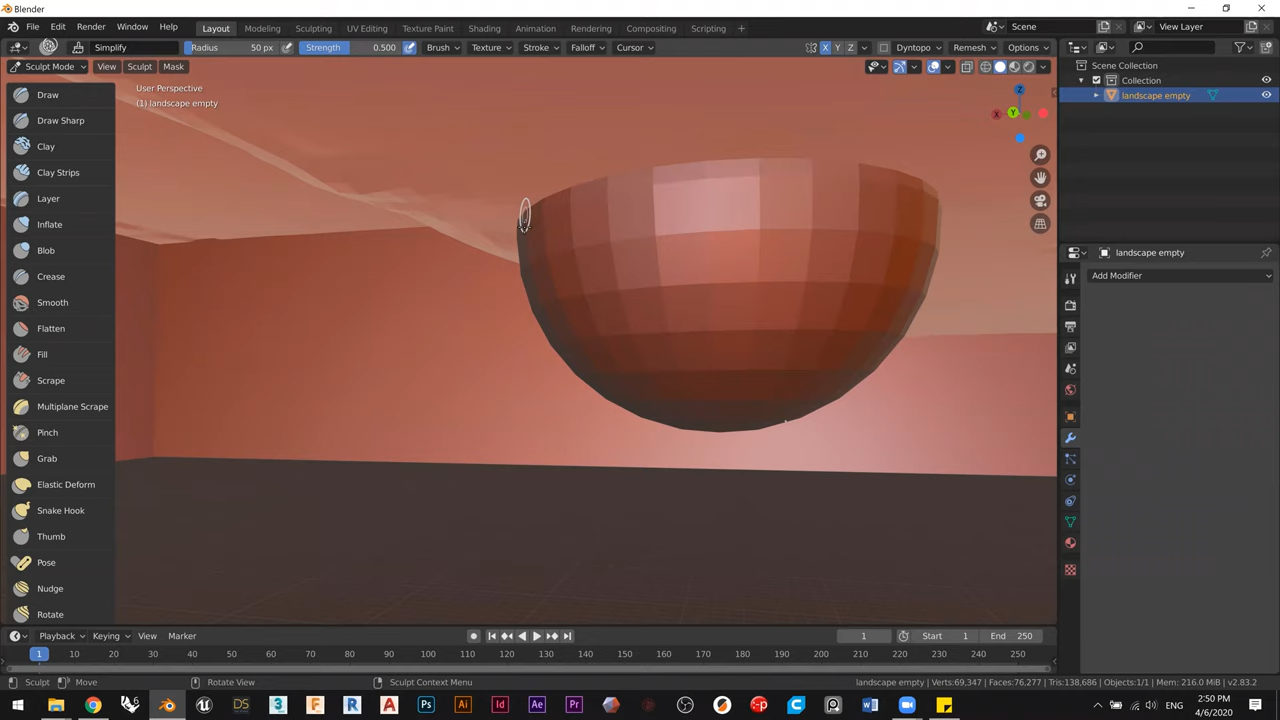 Blender
File Edit Render Window Help Layout Modeling Sculpting UV Editing Texture Paint Shading Animation Rendering Compositing Scripting + Scene View Layer
Simplify Radius 50 px Strength 0.500 Brush Texture Stroke Falloff Cursor X Y Z Dyntopo Remesh Options
Sculpt Mode View Sculpt Mask
Scene Collection
Collection
landscape empty
User Perspective
(1) landscape empty
Z
X
Y
Draw
Draw Sharp
Clay
Clay Strips
Layer
Inflate
Blob
Crease
Smooth
Flatten
Fill
Scrape
Multiplane Scrape
Pinch
Grab
Elastic Deform
Snake Hook
Thumb
Pose
Nudge
Rotate
landscape empty
Add Modifier
Playback Keying View Marker 1 Start 1 End 250
1 10 20 30 40 50 60 70 80 90 100 110 120 130 140 150 160 170 180 190 200 210 220 230 240 250
Sculpt Move Rotate View Sculpt Context Menu landscape empty | Verts:69,347 | Faces:76,277 | Tris:138,686 | Objects:1/1 | Mem: 216.0 MiB | v2.83.2
DS 3 F R A Ps Ai Id Ae Pr W
2:50 PM
4/6/2020